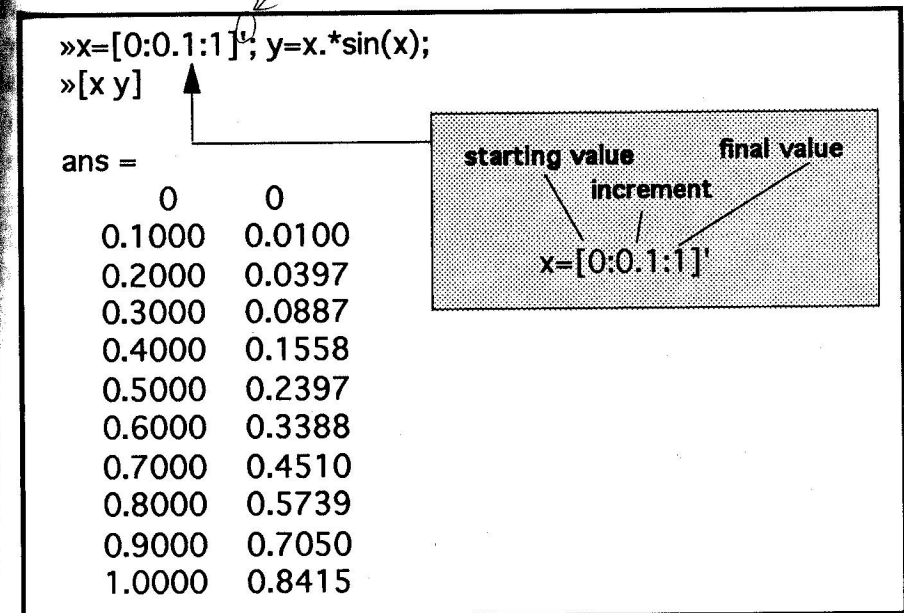 »x=[0:0.1:1]'; y=x.*sin(x);
»[x y]
ans =
0 0
0.1000 0.0100
0.2000 0.0397
0.3000 0.0887
0.4000 0.1558
0.5000 0.2397
0.6000 0.3388
0.7000 0.4510
0.8000 0.5739
0.9000 0.7050
1.0000 0.8415
starting value
final value
increment
x=[0:0.1:1]'